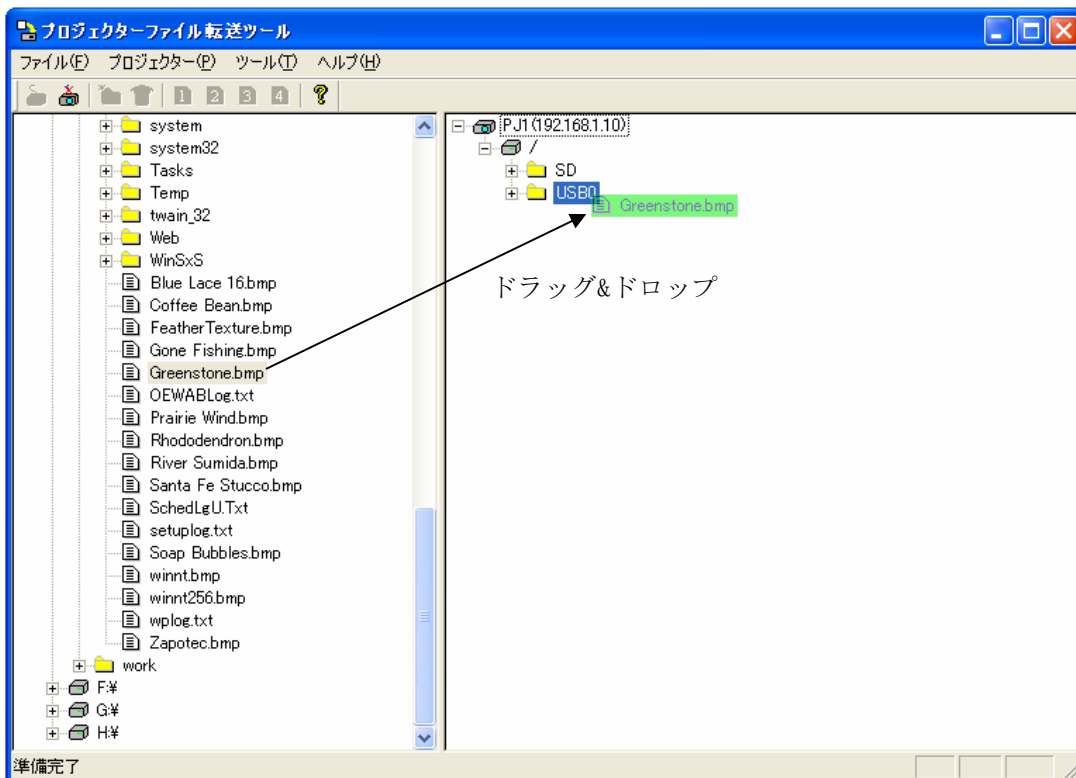 プロジェクターファイル転送ツール
ファイル(F) プロジェクター(P) ツール(T) ヘルプ(H)
1 2 3 4 ?
system
system32
Tasks
Temp
twain_32
Web
WinSxS
Blue Lace 16.bmp
Coffee Bean.bmp
FeatherTexture.bmp
Gone Fishing.bmp
Greenstone.bmp
OEWABLog.txt
Prairie Wind.bmp
Rhododendron.bmp
River Sumida.bmp
Santa Fe Stucco.bmp
SchedLgU.Txt
setuplog.txt
Soap Bubbles.bmp
winnt.bmp
winnt256.bmp
wplog.txt
Zapotec.bmp
work
F:¥
G:¥
H:¥
PJ1(192.168.1.10)
/
SD
USB0
Greenstone.bmp
ドラッグ&ドロップ
準備完了